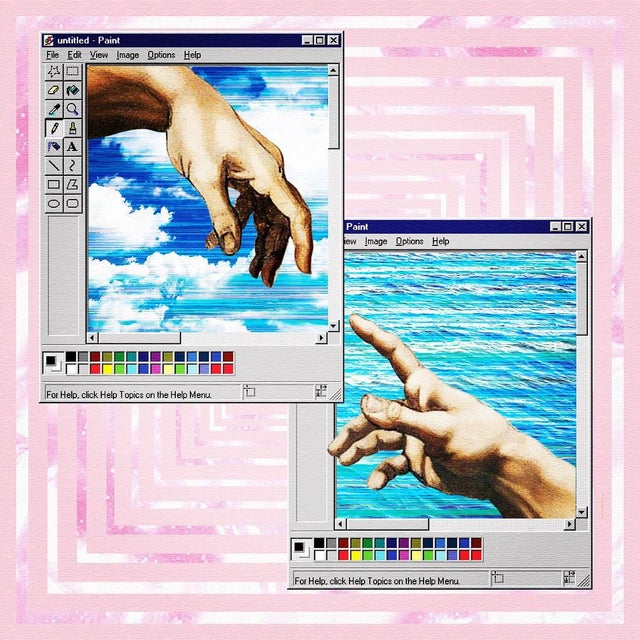 untitled - Paint
File Edit View Image Options Help
A
For Help, click Help Topics on the Help Menu.
Paint
iew Image Options Help
For Help, click Help Topics on the Help Menu.